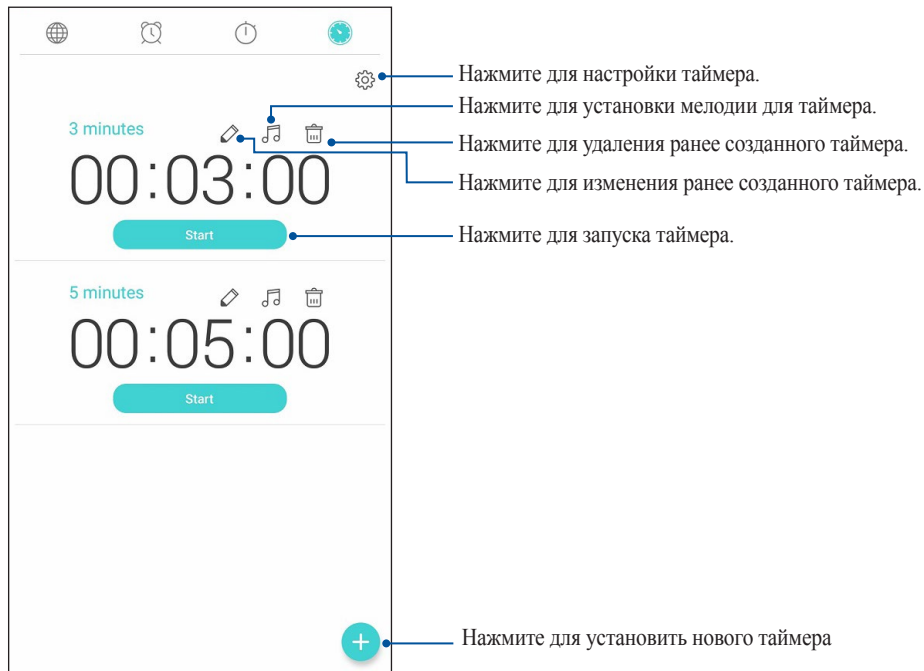 Нажмите для настройки таймера.
Нажмите для установки мелодии для таймера.
3 minutes
Нажмите для удаления ранее созданного таймера.
00:03:00
Нажмите для изменения ранее созданного таймера.
Start
Нажмите для запуска таймера.
5 minutes
00:05:00
Start
Нажмите для установить нового таймера